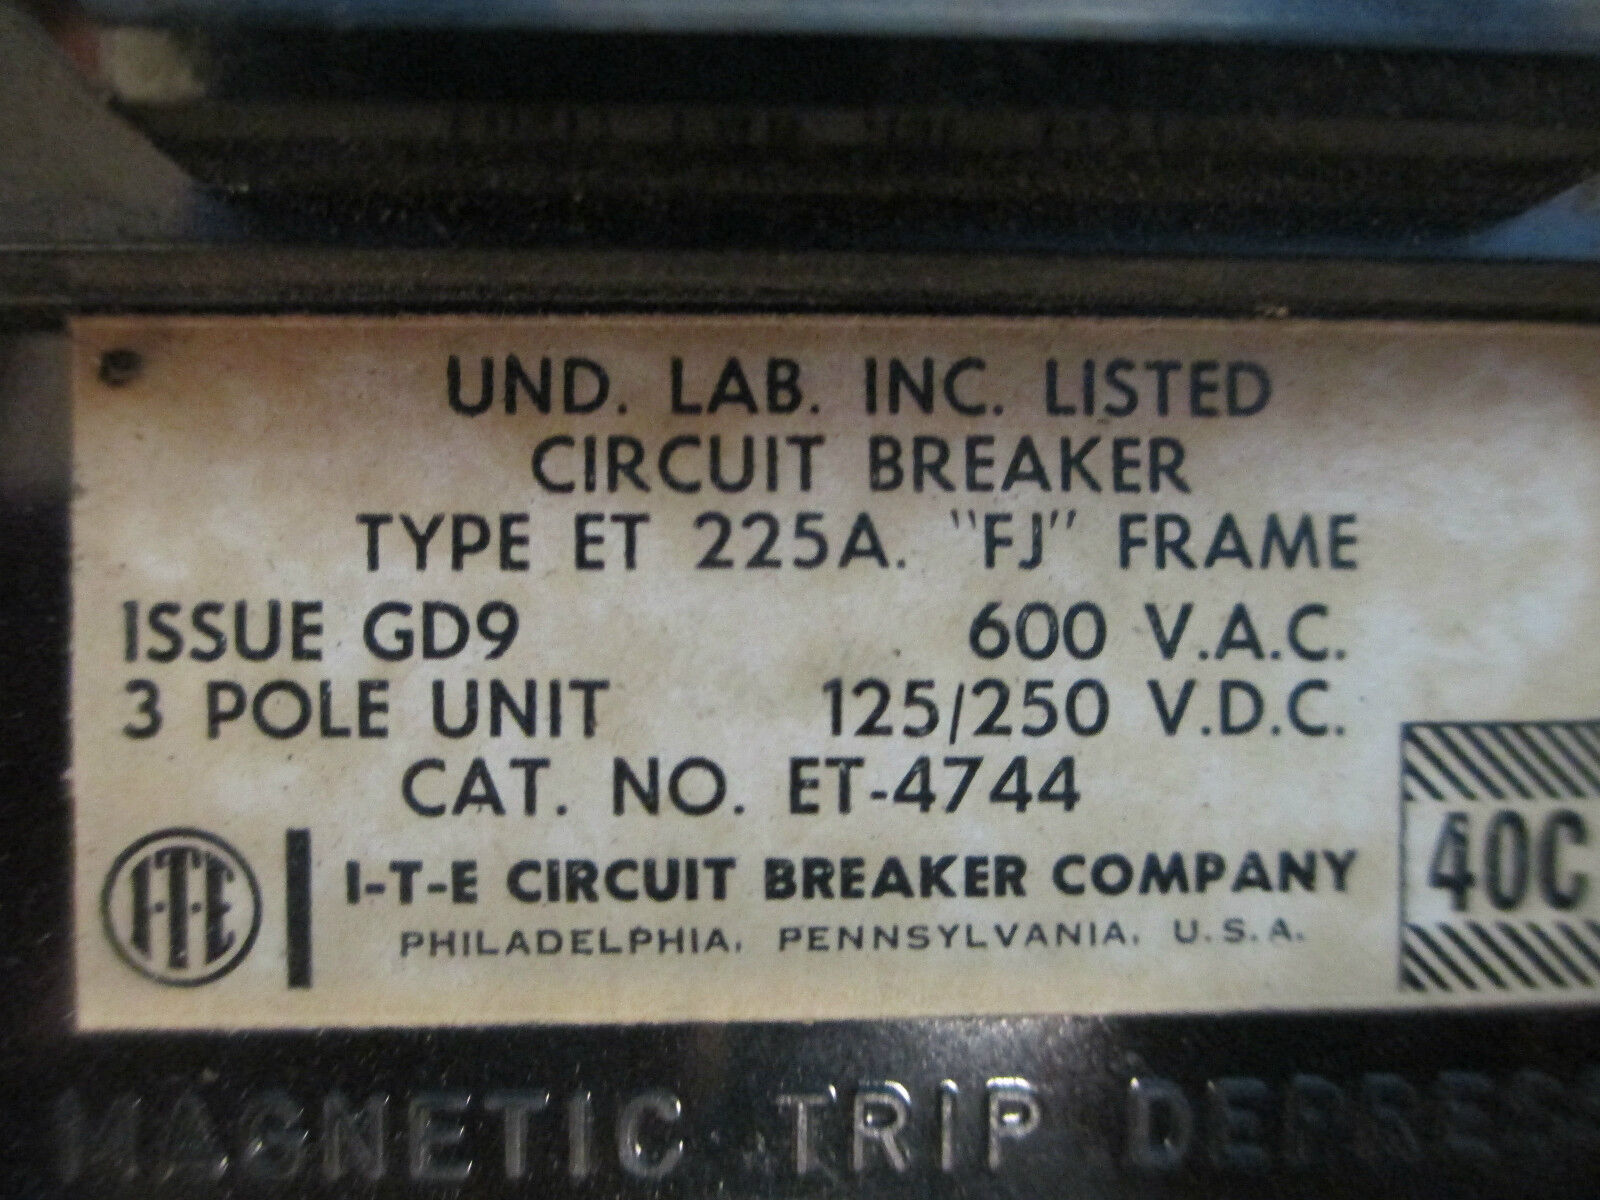 UND. LAB. INC. LISTED
CIRCUIT BREAKER
TYPE ET 225A. "FJ" FRAME
ISSUE GD9 600 V.A.C.
3 POLE UNIT 125/250 V.D.C.
CAT. NO. ET-4744
I-T-E
I-T-E CIRCUIT BREAKER COMPANY
PHILADELPHIA, PENNSYLVANIA, U.S.A.
40C
MAGNETIC TRIP